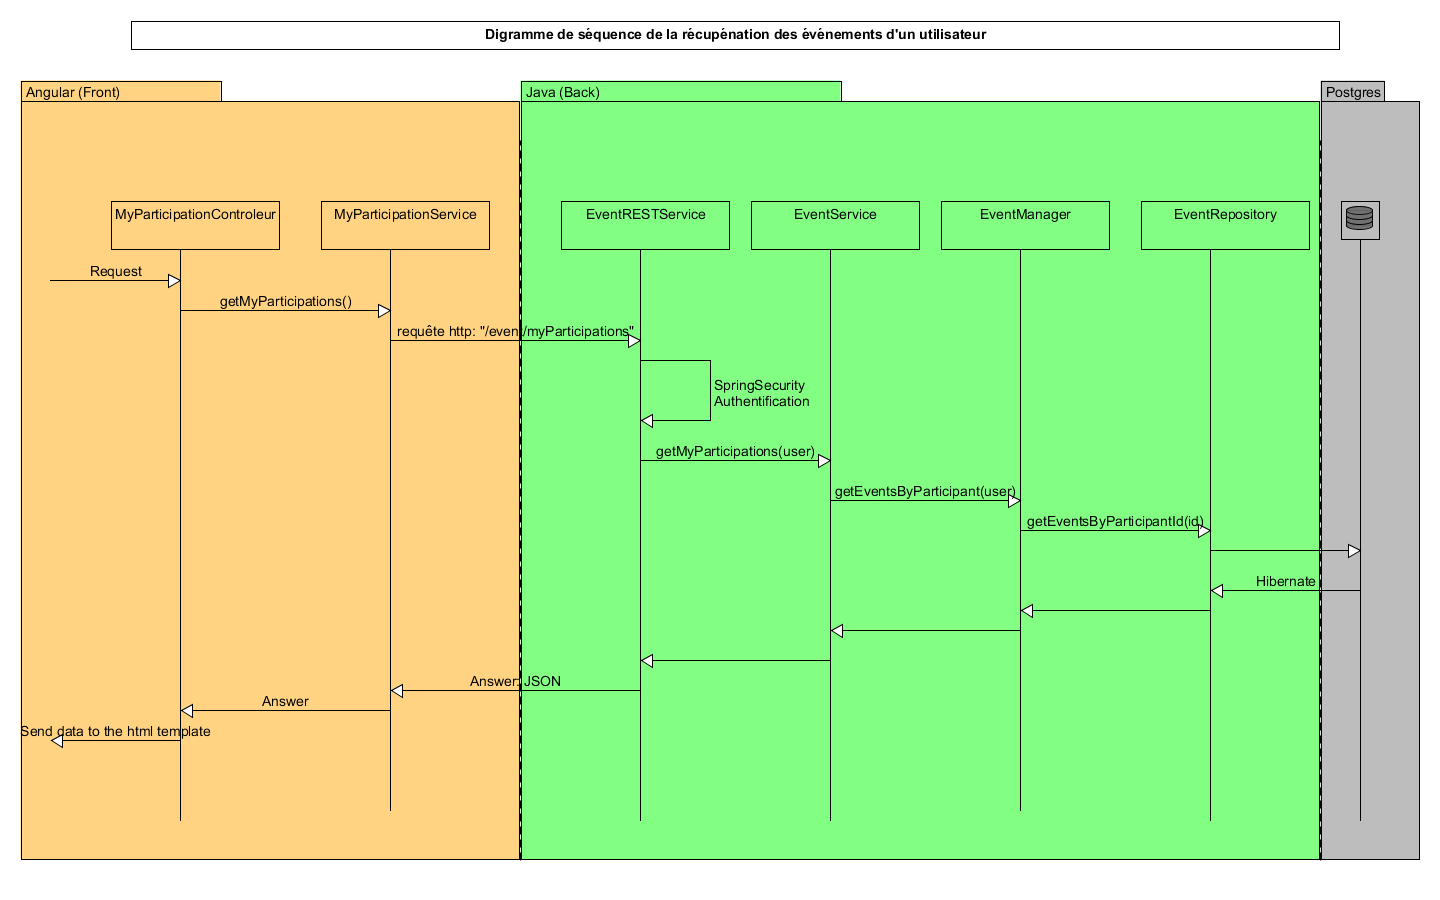 Digramme de séquence de la récupénation des événements d'un utilisateur
Angular (Front)
Java (Back)
Postgres
MyParticipationControleur
MyParticipationService
EventRESTService
EventService
EventManager
EventRepository
Request
getMyParticipations()
requête http: "/event/myParticipations"
SpringSecurity
Authentification
getMyParticipations(user)
getEventsByParticipant(user)
getEventsByParticipantId(id)
Hibernate
Answer: JSON
Answer
Send data to the html template